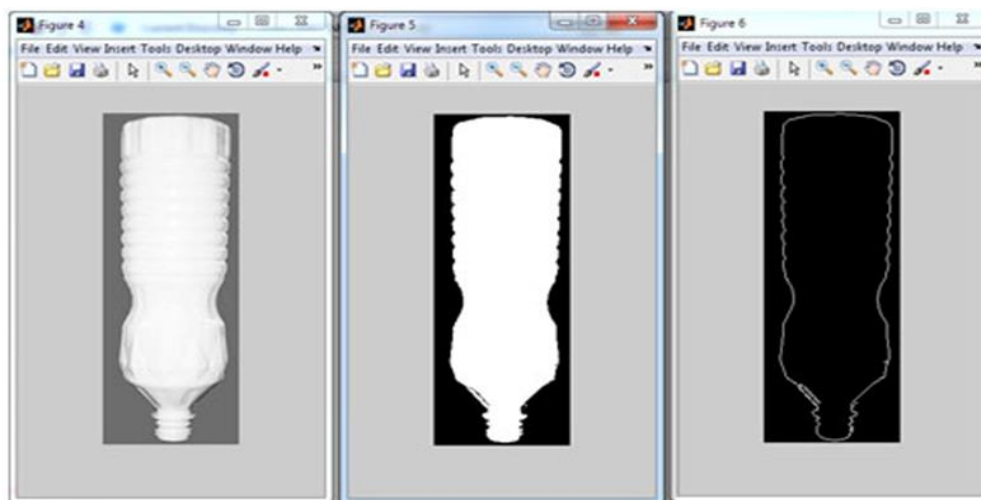 Figure 4
File Edit View Insert Tools Desktop Window Help
Figure 5
File Edit View Insert Tools Desktop Window Help
Figure 6
File Edit View Insert Tools Desktop Window Help